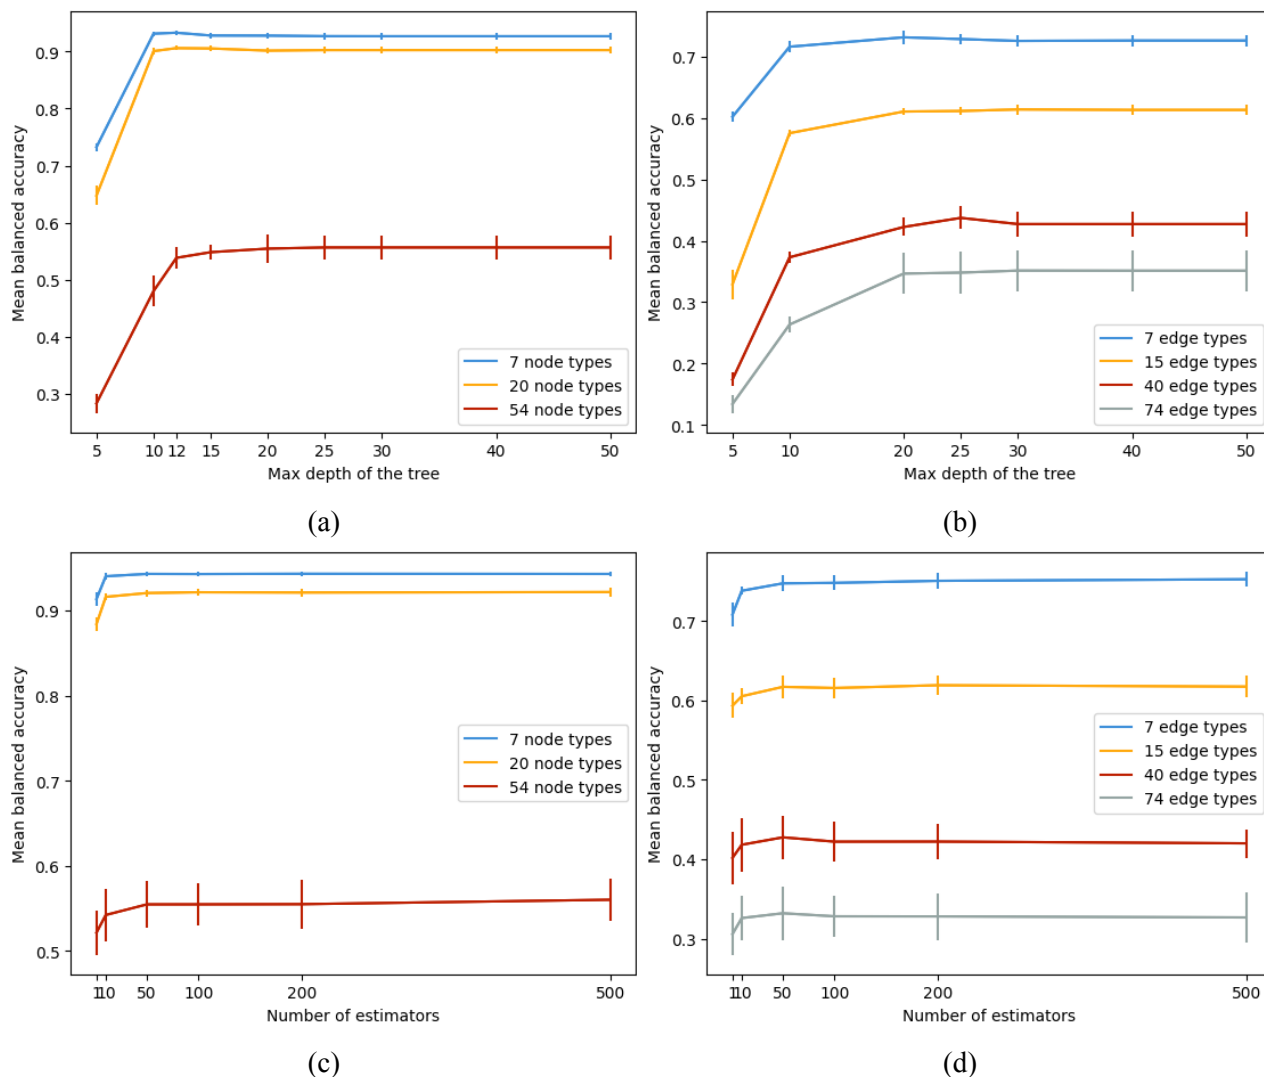 Mean balanced accuracy
0.9
0.8
0.7
0.6
0.5
0.4
0.3
7 node types
20 node types
54 node types
5 10 12 15 20 25 30 40 50
Max depth of the tree
(a)
Mean balanced accuracy
0.7
0.6
0.5
0.4
0.3
0.2
0.1
7 edge types
15 edge types
40 edge types
74 edge types
5 10 20 25 30 40 50
Max depth of the tree
(b)
Mean balanced accuracy
0.9
0.8
0.7
0.6
0.5
7 node types
20 node types
54 node types
1 10 50 100 200 500
Number of estimators
(c)
Mean balanced accuracy
0.7
0.6
0.5
0.4
0.3
7 edge types
15 edge types
40 edge types
74 edge types
1 10 50 100 200 500
Number of estimators
(d)